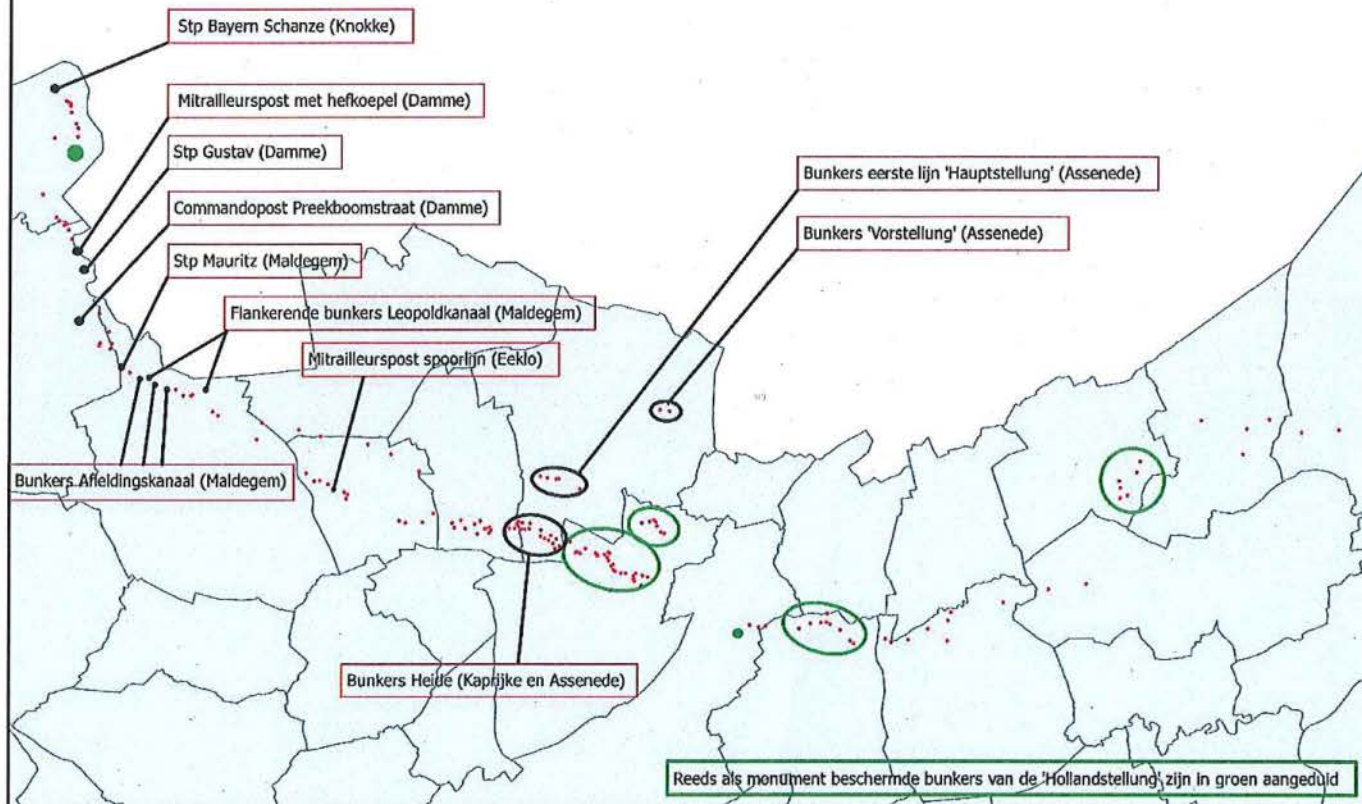 Stp Bayern Schanze (Knokke)
Mitrailleurspost met hefkoepel (Damme)
Stp Gustav (Damme)
Commandopost Preekboomstraat (Damme)
Stp Mauritz (Maldegem)
Flankerende bunkers Leopoldkanaal (Maldegem)
Mitrailleurspost spoorlijn (Eeklo)
Bunkers eerste lijn 'Hauptstellung' (Assenede)
Bunkers 'Vorstellung' (Assenede)
Bunkers Afleidingskanaal (Maldegem)
Bunkers Heide (Kaprijke en Assenede)
Reeds als monument beschermde bunkers van de 'Hollandstellung' zijn in groen aangeduid